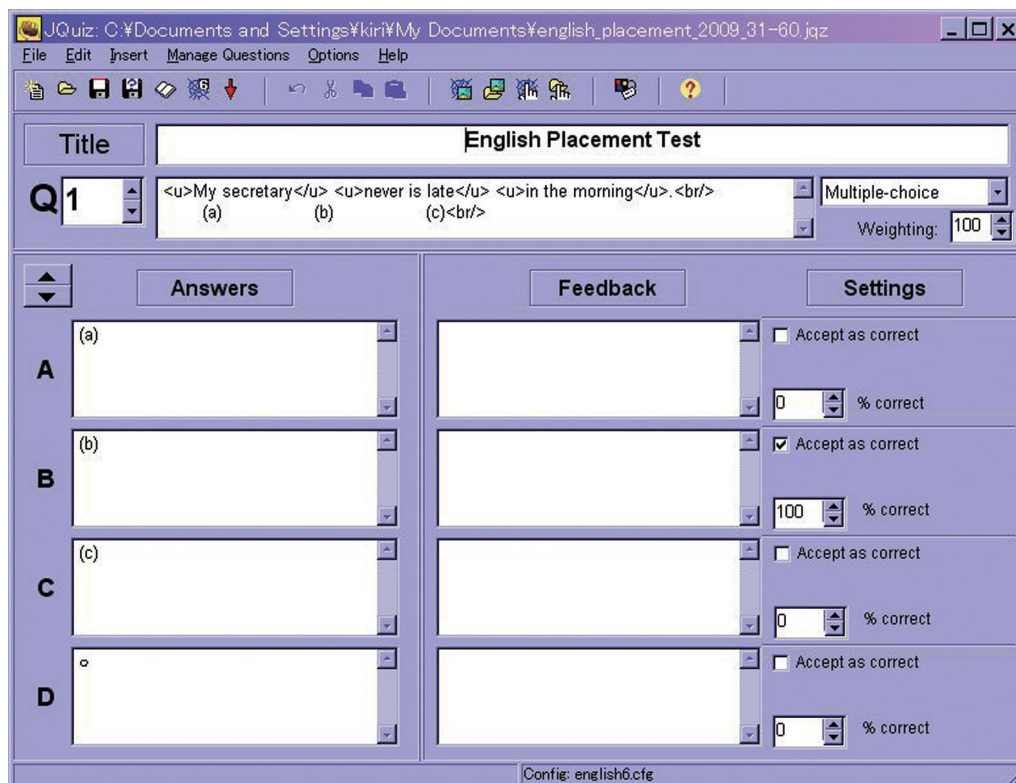 JQuiz: C:¥Documents and Settings¥kiri¥My Documents¥english_placement_2009_31-60.jqz
File Edit Insert Manage Questions Options Help
Title
English Placement Test
Q 1
<u>My secretary</u> <u>never is late</u> <u>in the morning</u>.<br/>
(a) (b) (c)<br/>
Multiple-choice
Weighting: 100
Answers Feedback Settings
A
(a)
Accept as correct
0 % correct
B
(b)
Accept as correct
100 % correct
C
(c)
Accept as correct
0 % correct
D
o
Accept as correct
0 % correct
Config: english6.cfg